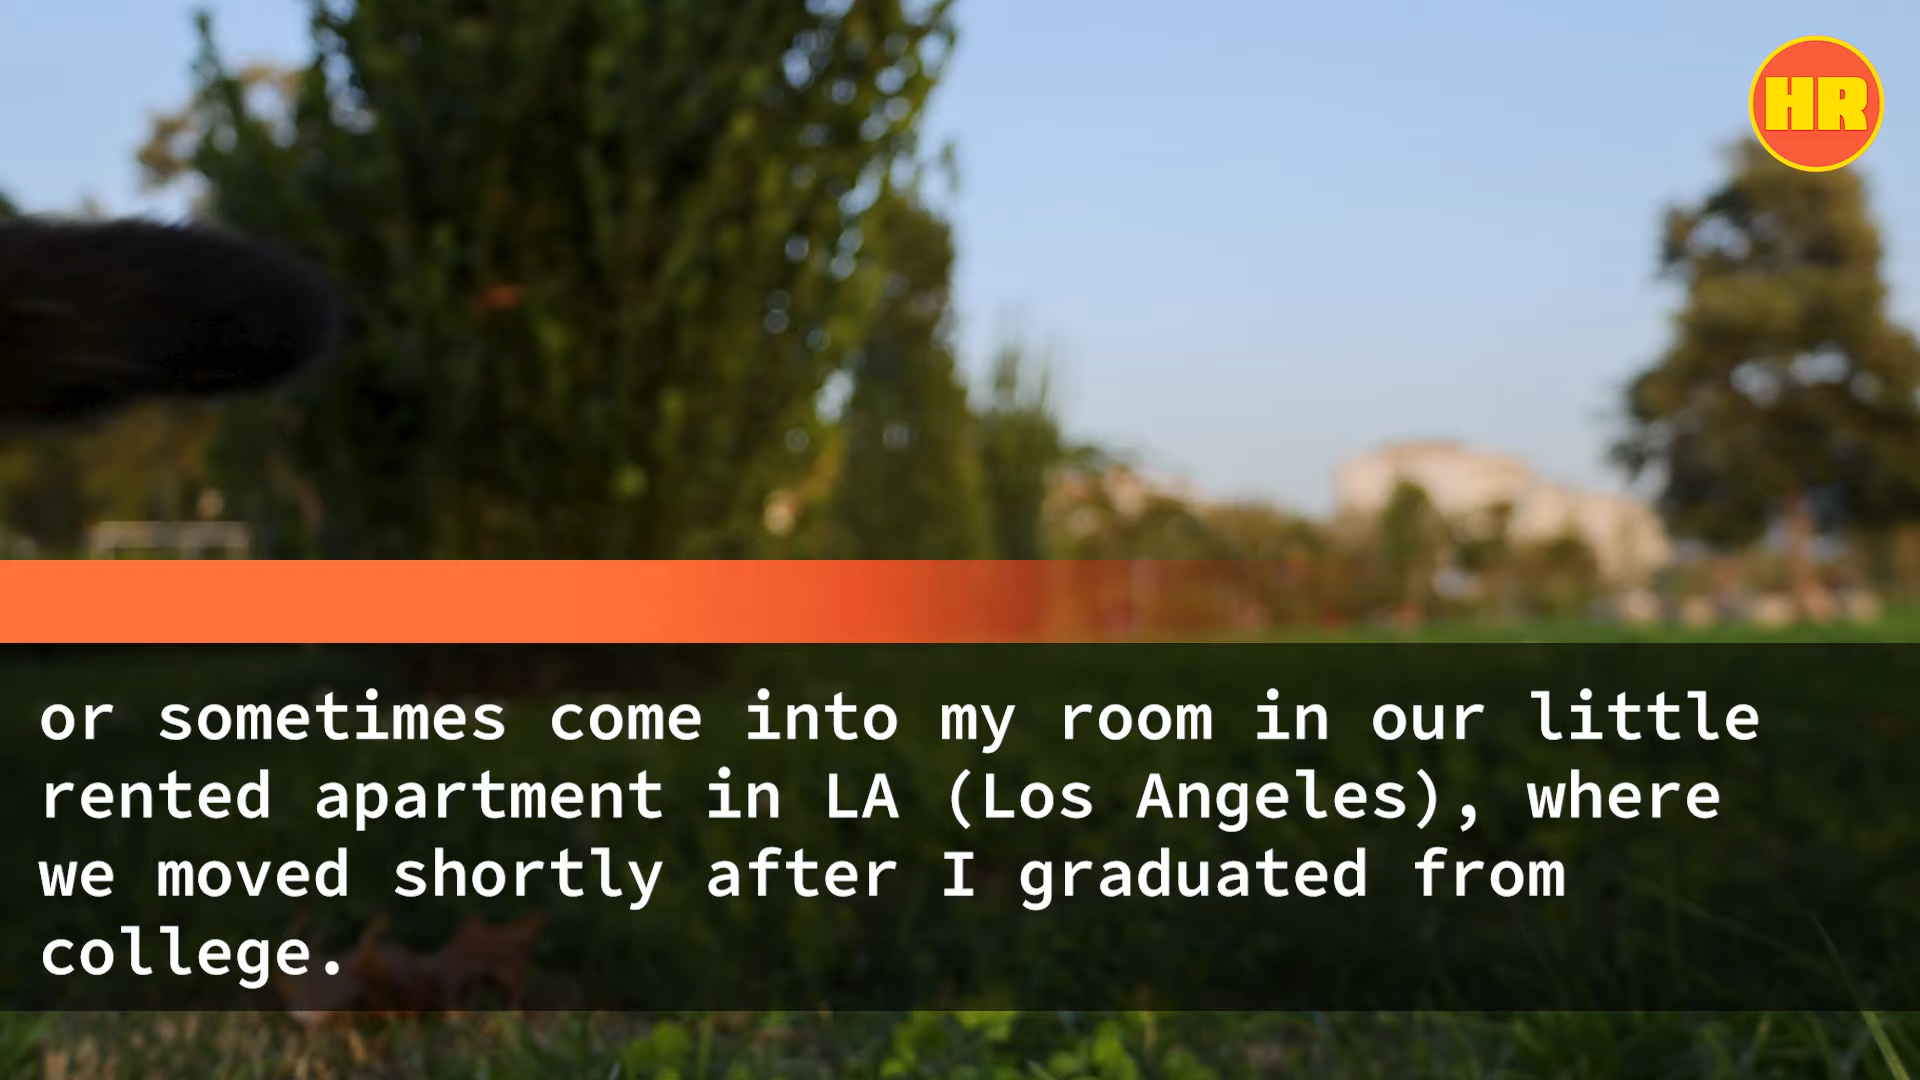 HR
or sometimes come into my room in our little
rented apartment in LA (Los Angeles), where
we moved shortly after I graduated from
college.